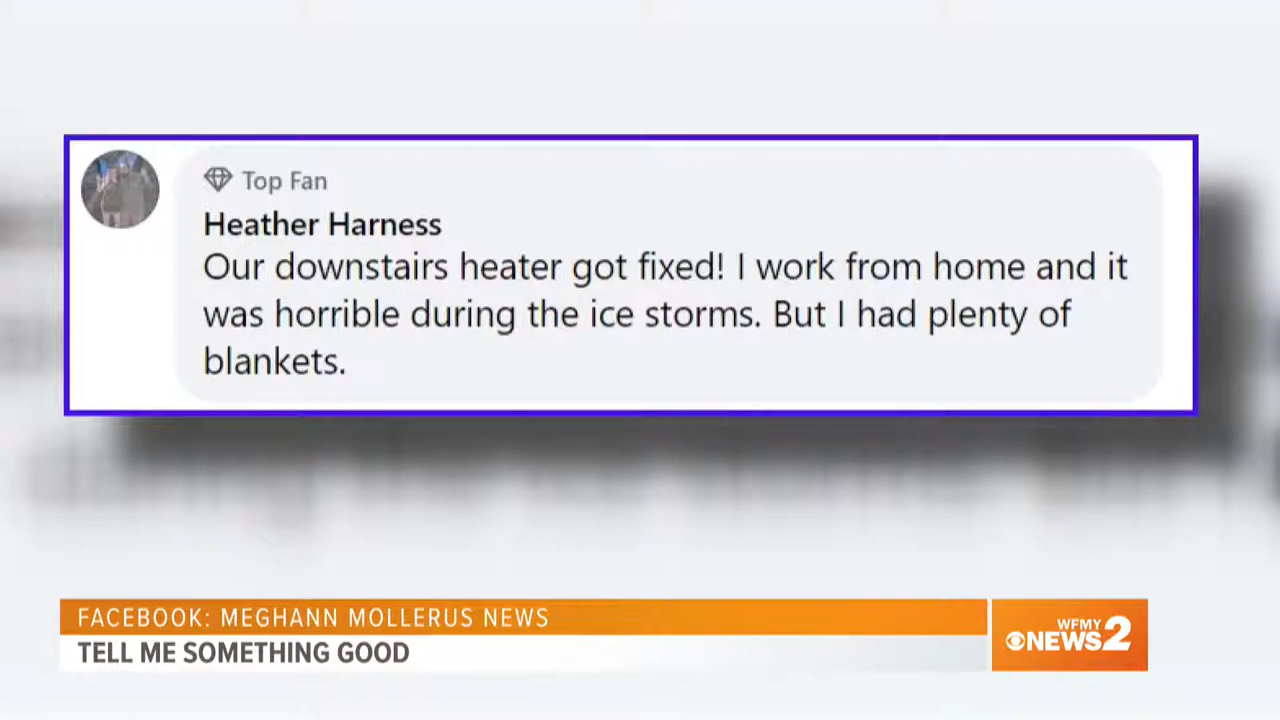 Top Fan
Heather Harness
Our downstairs heater got fixed! I work from home and it
was horrible during the ice storms. But I had plenty of
blankets.
FACEBOOK: MEGHANN MOLLERUS NEWS
TELL ME SOMETHING GOOD
WFMY
NEWS 2